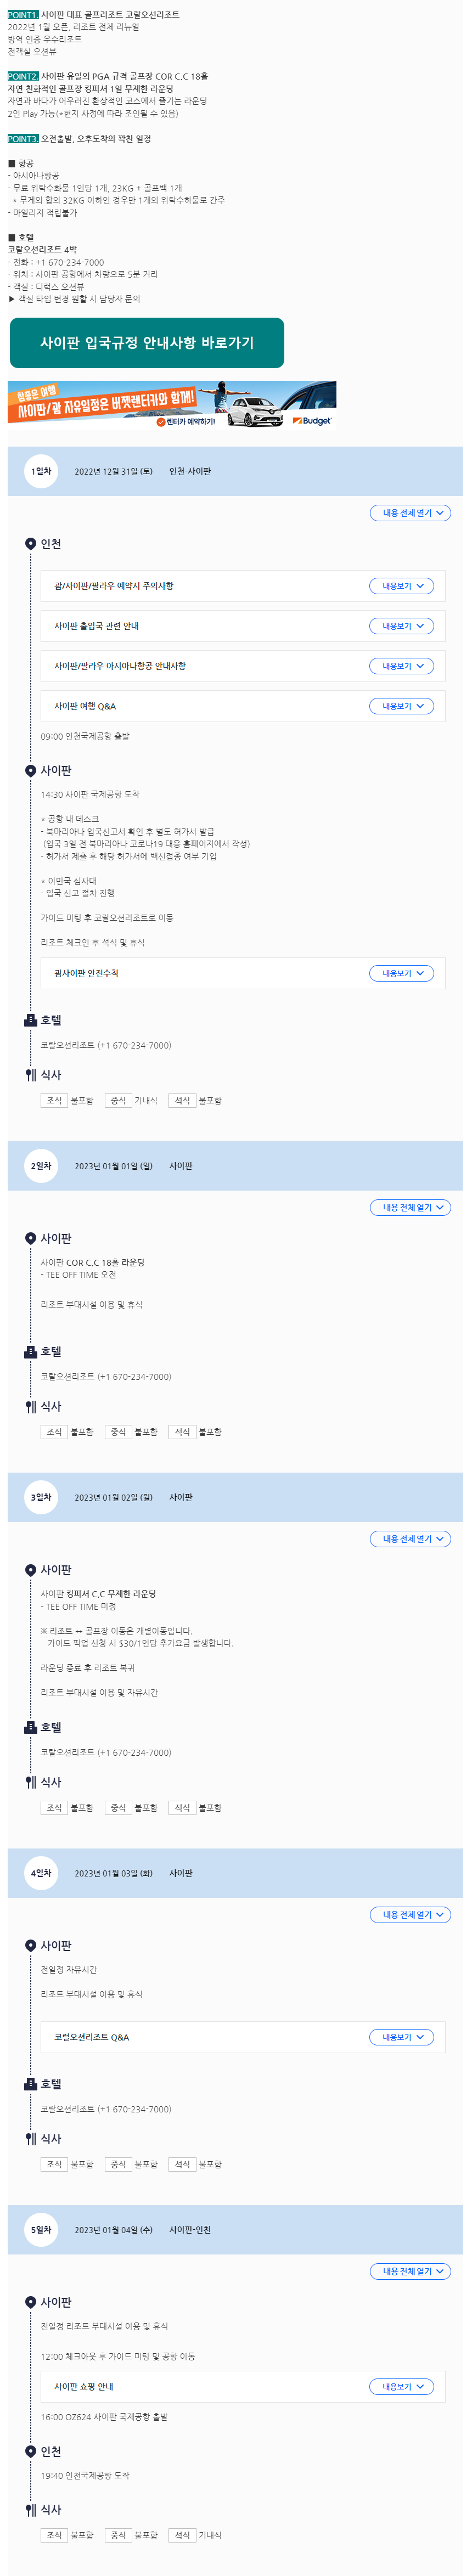 POINT1. 사이판 대표 골프리조트 코랄오션리조트
2022년 1월 오픈, 리조트 전체 리뉴얼
방역 인증 우수리조트
전객실 오션뷰
POINT2. 사이판 유일의 PGA 규격 골프장 COR C.C 18홀
자연 친화적인 골프장 킹피셔 1일 무제한 라운딩
자연과 바다가 어우러진 환상적인 코스에서 즐기는 라운딩
2인 Play 가능(+현지 사정에 따라 조인될 수 있음)
POINT3. 오전출발, 오후도착의 꽉찬 일정
■ 항공
- 아시아나항공
- 무료 위탁수화물 1인당 1개, 23KG + 골프백 1개
* 무게의 합의 32KG 이하인 경우만 1개의 위탁수하물로 간주
- 마일리지 적립불가
■ 호텔
코랄오션리조트 4박
- 전화 : +1 670-234-7000
- 위치 : 사이판 공항에서 차량으로 5분 거리
- 객실 : 디럭스 오션뷰
▶ 객실 타입 변경 원할 시 담당자 문의
사이판 입국규정 안내사항 바로가기
힘좋은 여행
사이판/괌 자유일정은 버젯렌터카와 함께!
렌터카 예약하기!
Budget
1일차 2022년 12월 31일 (토) 인천-사이판
내용 전체 열기
인천
괌/사이판/팔라우 예약시 주의사항 내용보기
사이판 출입국 관련 안내 내용보기
사이판/팔라우 아시아나항공 안내사항 내용보기
사이판 여행 Q&A 내용보기
09:00 인천국제공항 출발
사이판
14:30 사이판 국제공항 도착
* 공항 내 데스크
- 북마리아나 입국신고서 확인 후 별도 허가서 발급
(입국 3일 전 북마리아나 코로나19 대응 홈페이지에서 작성)
- 허가서 제출 후 해당 허가서에 백신접종 여부 기입
* 이민국 심사대
- 입국 신고 절차 진행
가이드 미팅 후 코랄오션리조트로 이동
리조트 체크인 후 석식 및 휴식
괌사이판 안전수칙 내용보기
호텔
코랄오션리조트 (+1 670-234-7000)
식사
조식 불포함 중식 기내식 석식 불포함
2일차 2023년 01월 01일 (일) 사이판
내용 전체 열기
사이판
사이판 COR C.C 18홀 라운딩
- TEE OFF TIME 오전
리조트 부대시설 이용 및 휴식
호텔
코랄오션리조트 (+1 670-234-7000)
식사
조식 불포함 중식 불포함 석식 불포함
3일차 2023년 01월 02일 (월) 사이판
내용 전체 열기
사이판
사이판 킹피셔 C.C 무제한 라운딩
- TEE OFF TIME 미정
※ 리조트 ↔ 골프장 이동은 개별이동입니다.
가이드 픽업 신청 시 $30/1인당 추가요금 발생합니다.
라운딩 종료 후 리조트 복귀
리조트 부대시설 이용 및 자유시간
호텔
코랄오션리조트 (+1 670-234-7000)
식사
조식 불포함 중식 불포함 석식 불포함
4일차 2023년 01월 03일 (화) 사이판
내용 전체 열기
사이판
전일정 자유시간
리조트 부대시설 이용 및 휴식
코럴오션리조트 Q&A 내용보기
호텔
코랄오션리조트 (+1 670-234-7000)
식사
조식 불포함 중식 불포함 석식 불포함
5일차 2023년 01월 04일 (수) 사이판-인천
내용 전체 열기
사이판
전일정 리조트 부대시설 이용 및 휴식
12:00 체크아웃 후 가이드 미팅 및 공항 이동
사이판 쇼핑 안내 내용보기
16:00 OZ624 사이판 국제공항 출발
인천
19:40 인천국제공항 도착
식사
조식 불포함 중식 불포함 석식 기내식